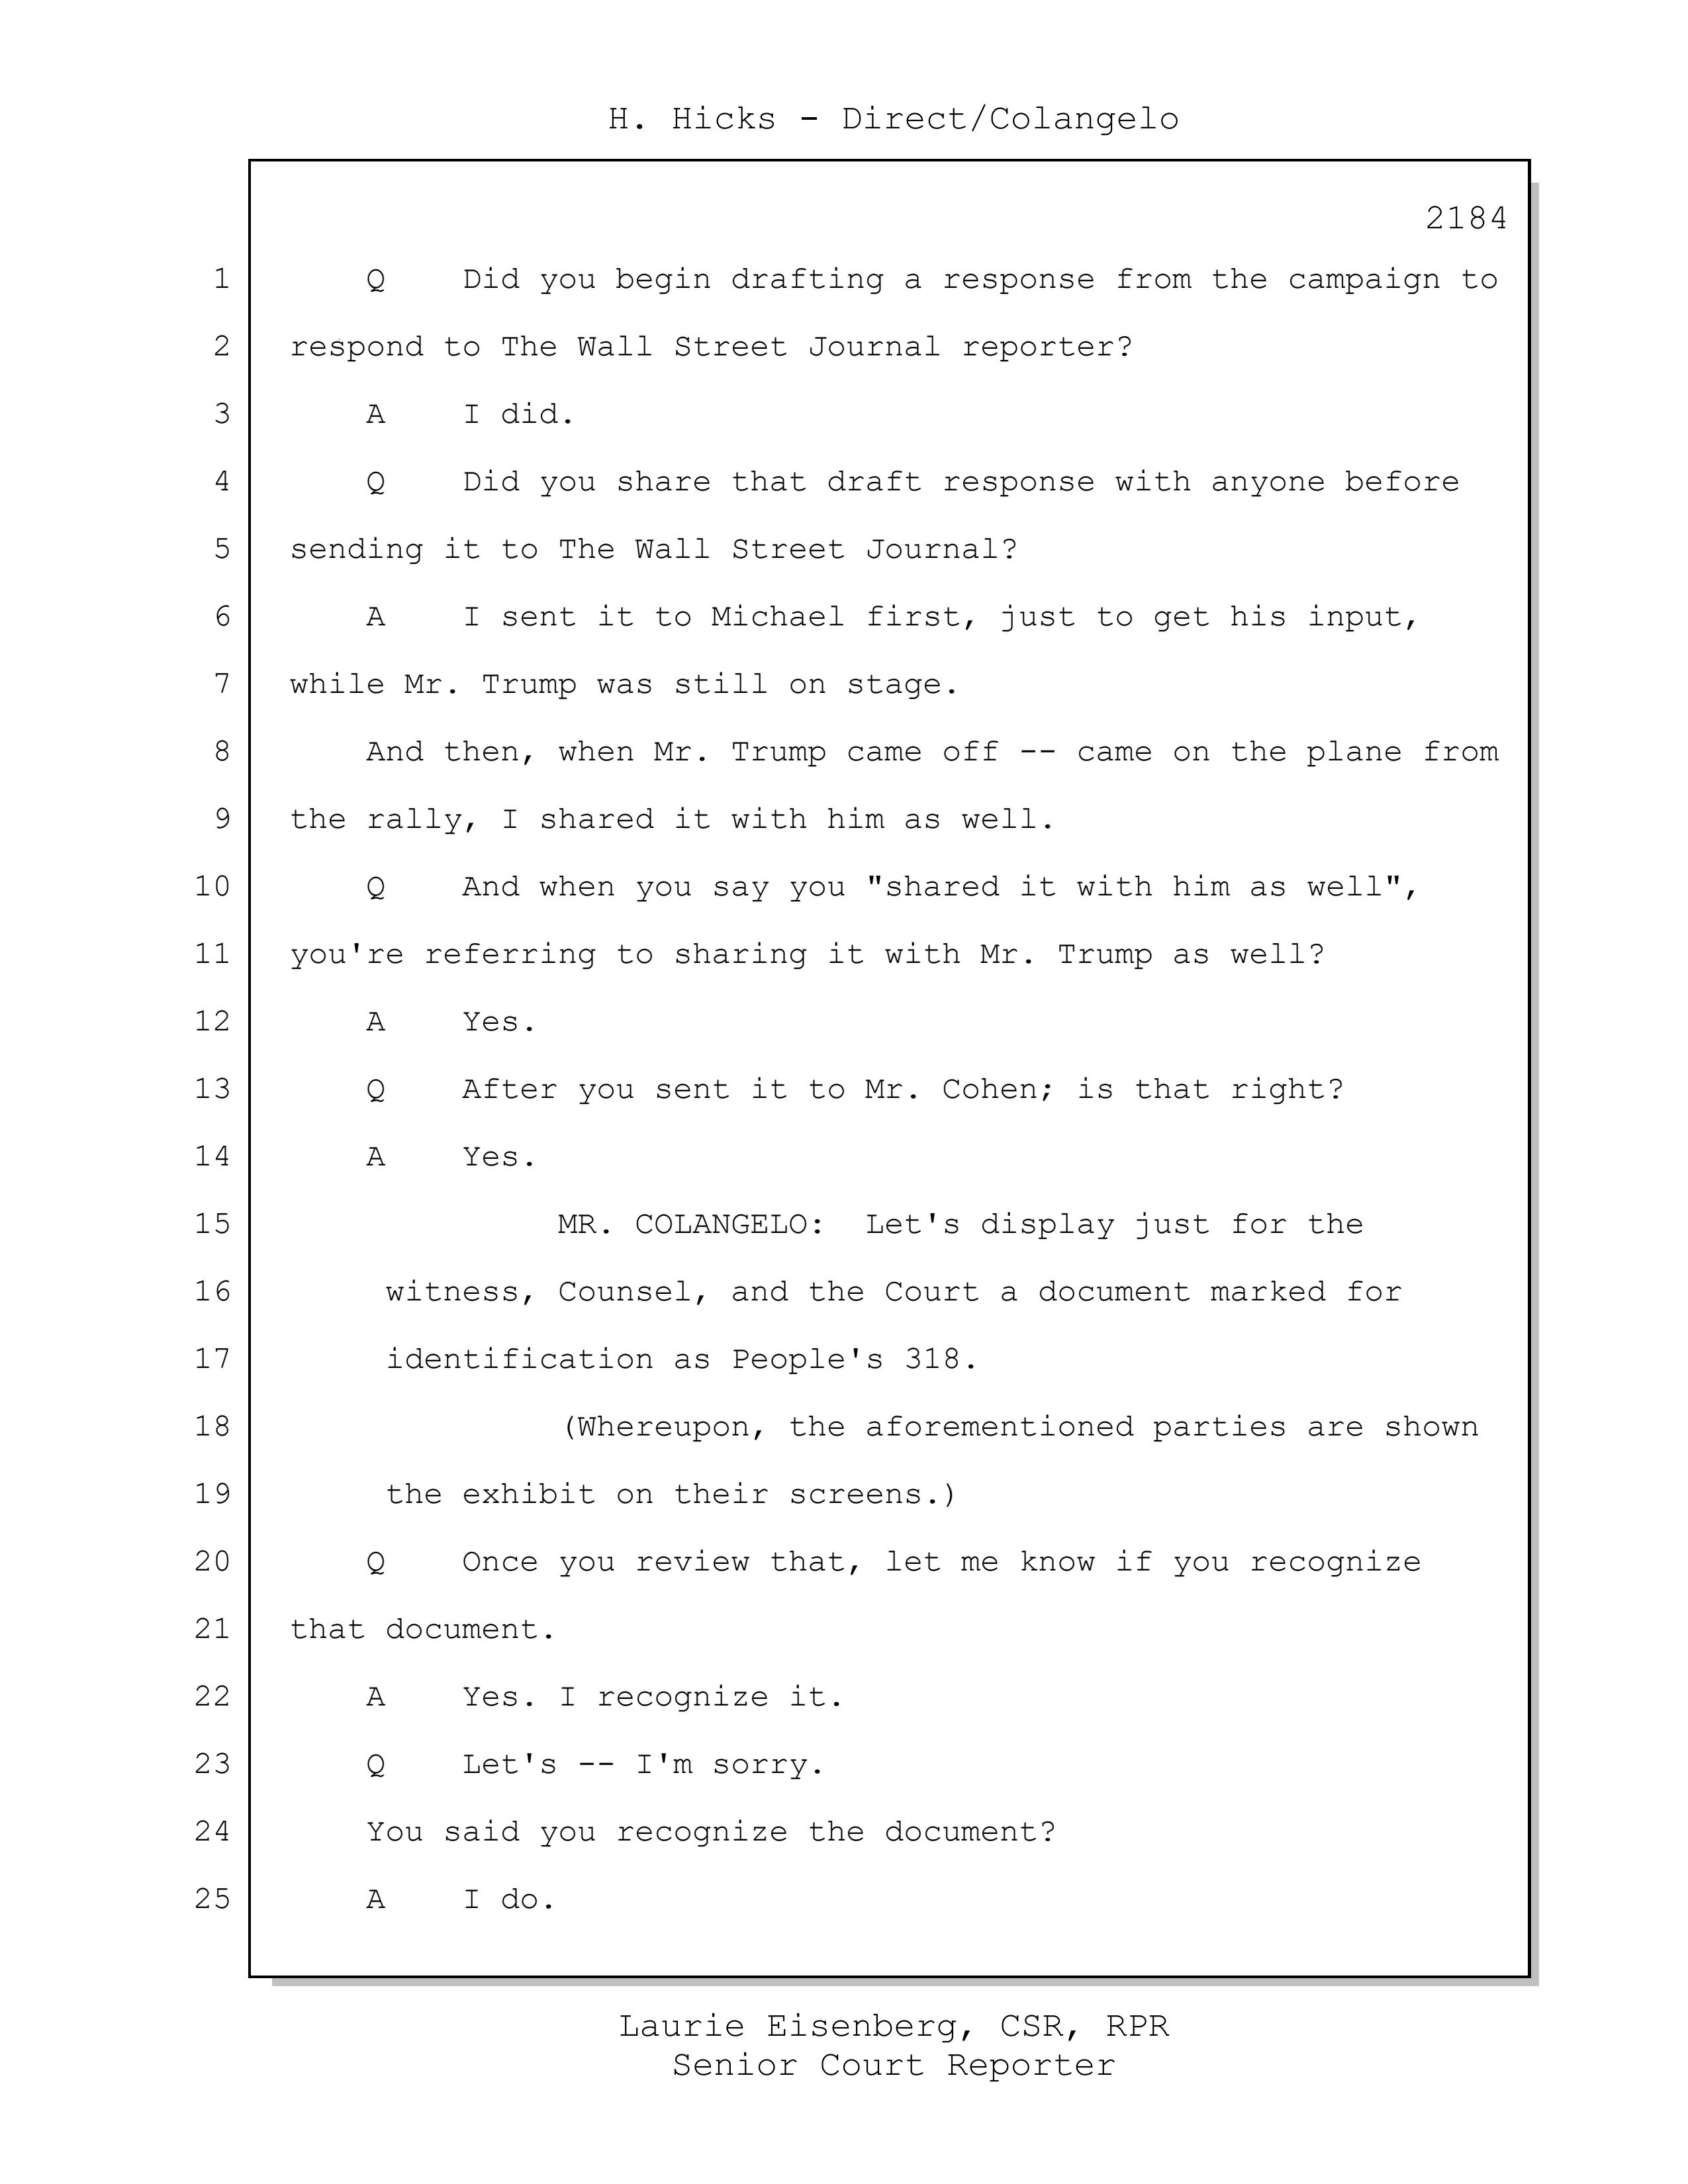 H. Hicks - Direct/Colangelo
2184
1 Q Did you begin drafting a response from the campaign to
2 respond to The Wall Street Journal reporter?
3 A I did.
4 Q Did you share that draft response with anyone before
5 sending it to The Wall Street Journal?
6 A I sent it to Michael first, just to get his input,
7 while Mr. Trump was still on stage.
8 And then, when Mr. Trump came off -- came on the plane from
9 the rally, I shared it with him as well.
10 Q And when you say you "shared it with him as well",
11 you're referring to sharing it with Mr. Trump as well?
12 A Yes.
13 Q After you sent it to Mr. Cohen; is that right?
14 A Yes.
15 MR. COLANGELO: Let's display just for the
16 witness, Counsel, and the Court a document marked for
17 identification as People's 318.
18 (Whereupon, the aforementioned parties are shown
19 the exhibit on their screens.)
20 Q Once you review that, let me know if you recognize
21 that document.
22 A Yes. I recognize it.
23 Q Let's -- I'm sorry.
24 You said you recognize the document?
25 A I do.
Laurie Eisenberg, CSR, RPR
Senior Court Reporter